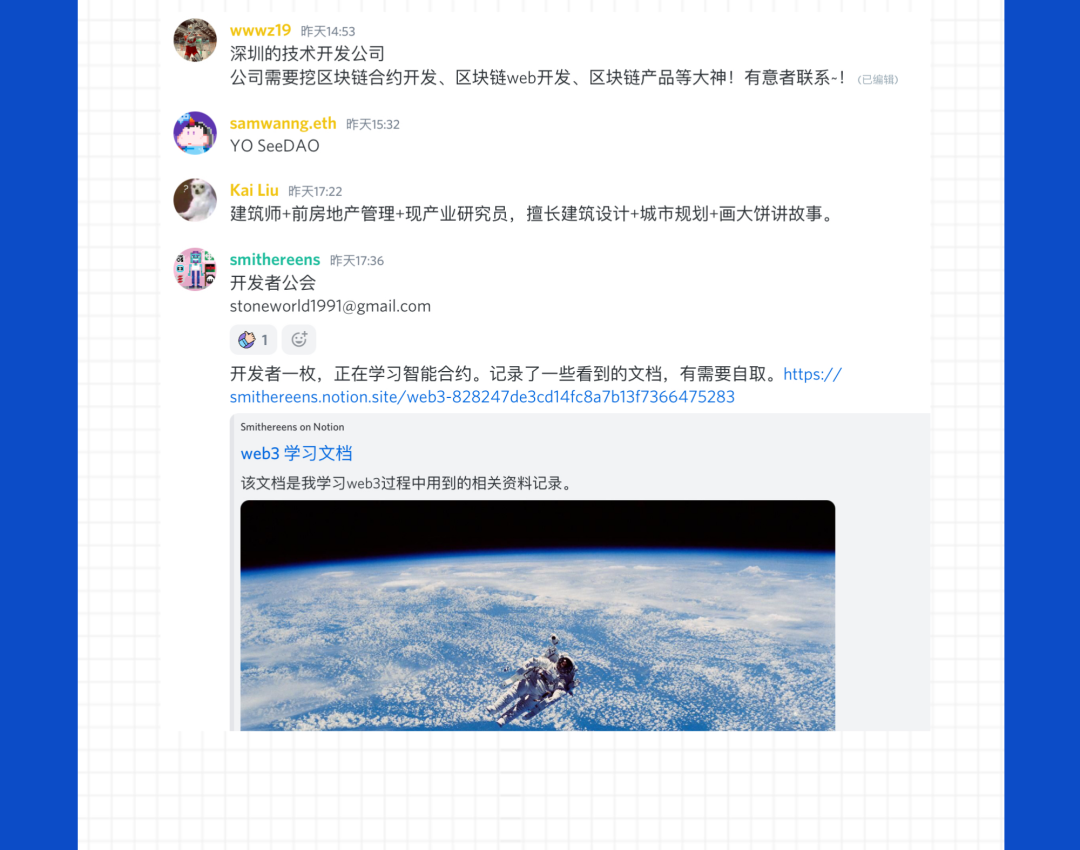 wwwz19 昨天14:53
深圳的技术开发公司
公司需要挖区块链合约开发、区块链web开发、区块链产品等大神！有意者联系~！ (已编辑)
samwanng.eth 昨天15:32
YO SeeDAO
Kai Liu 昨天17:22
建筑师+前房地产管理+现产业研究员，擅长建筑设计+城市规划+画大饼讲故事。
smithereens 昨天17:36
开发者公会
stoneworld1991@gmail.com
1
开发者一枚，正在学习智能合约。记录了一些看到的文档，有需要自取。https://
smithereens.notion.site/web3-828247de3cd14fc8a7b13f7366475283
Smithereens on Notion
web3 学习文档
该文档是我学习web3过程中用到的相关资料记录。